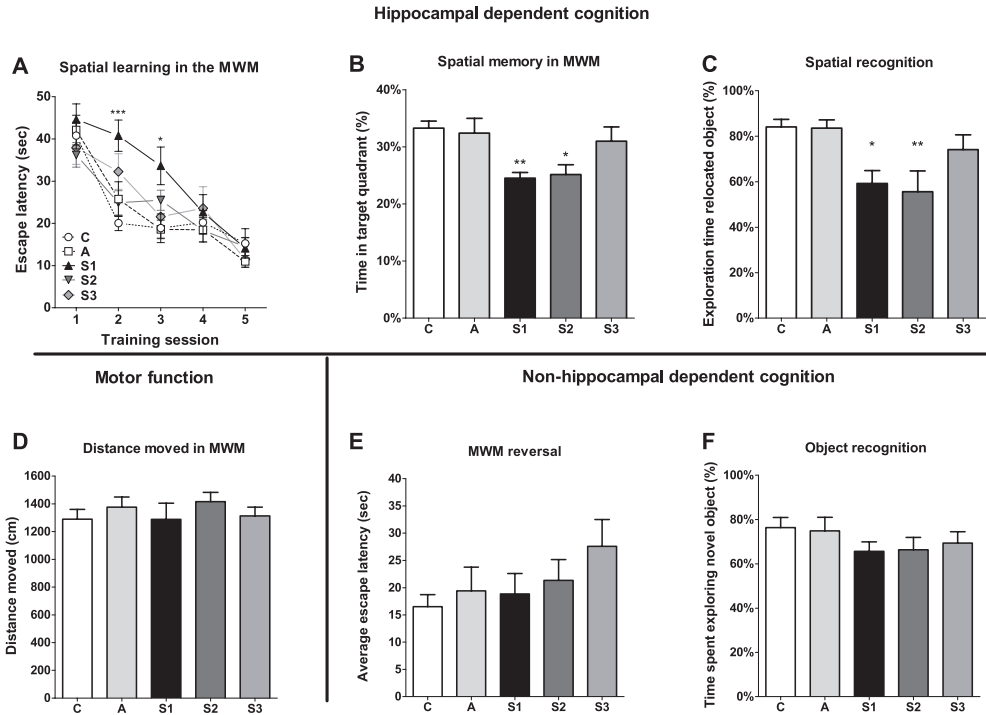 Hippocampal dependent cognition
A
Spatial learning in the MWM
Escape latency (sec)
50
40
30
20
10
0
***
*
C
A
S1
S2
S3
1 2 3 4 5
Training session
B
Spatial memory in MWM
Time in target quadrant (%)
40%
30%
20%
10%
0%
**
*
C A S1 S2 S3
C
Spatial recognition
Exploration time relocated object (%)
100%
80%
60%
40%
20%
0%
*
**
C A S1 S2 S3
Motor function
D
Distance moved in MWM
Distance moved (cm)
1600
1400
1200
1000
800
600
400
200
0
C A S1 S2 S3
Non-hippocampal dependent cognition
E
MWM reversal
Average escape latency (sec)
40
35
30
25
20
15
10
5
0
C A S1 S2 S3
F
Object recognition
Time spent exploring novel object (%)
100%
80%
60%
40%
20%
0%
C A S1 S2 S3